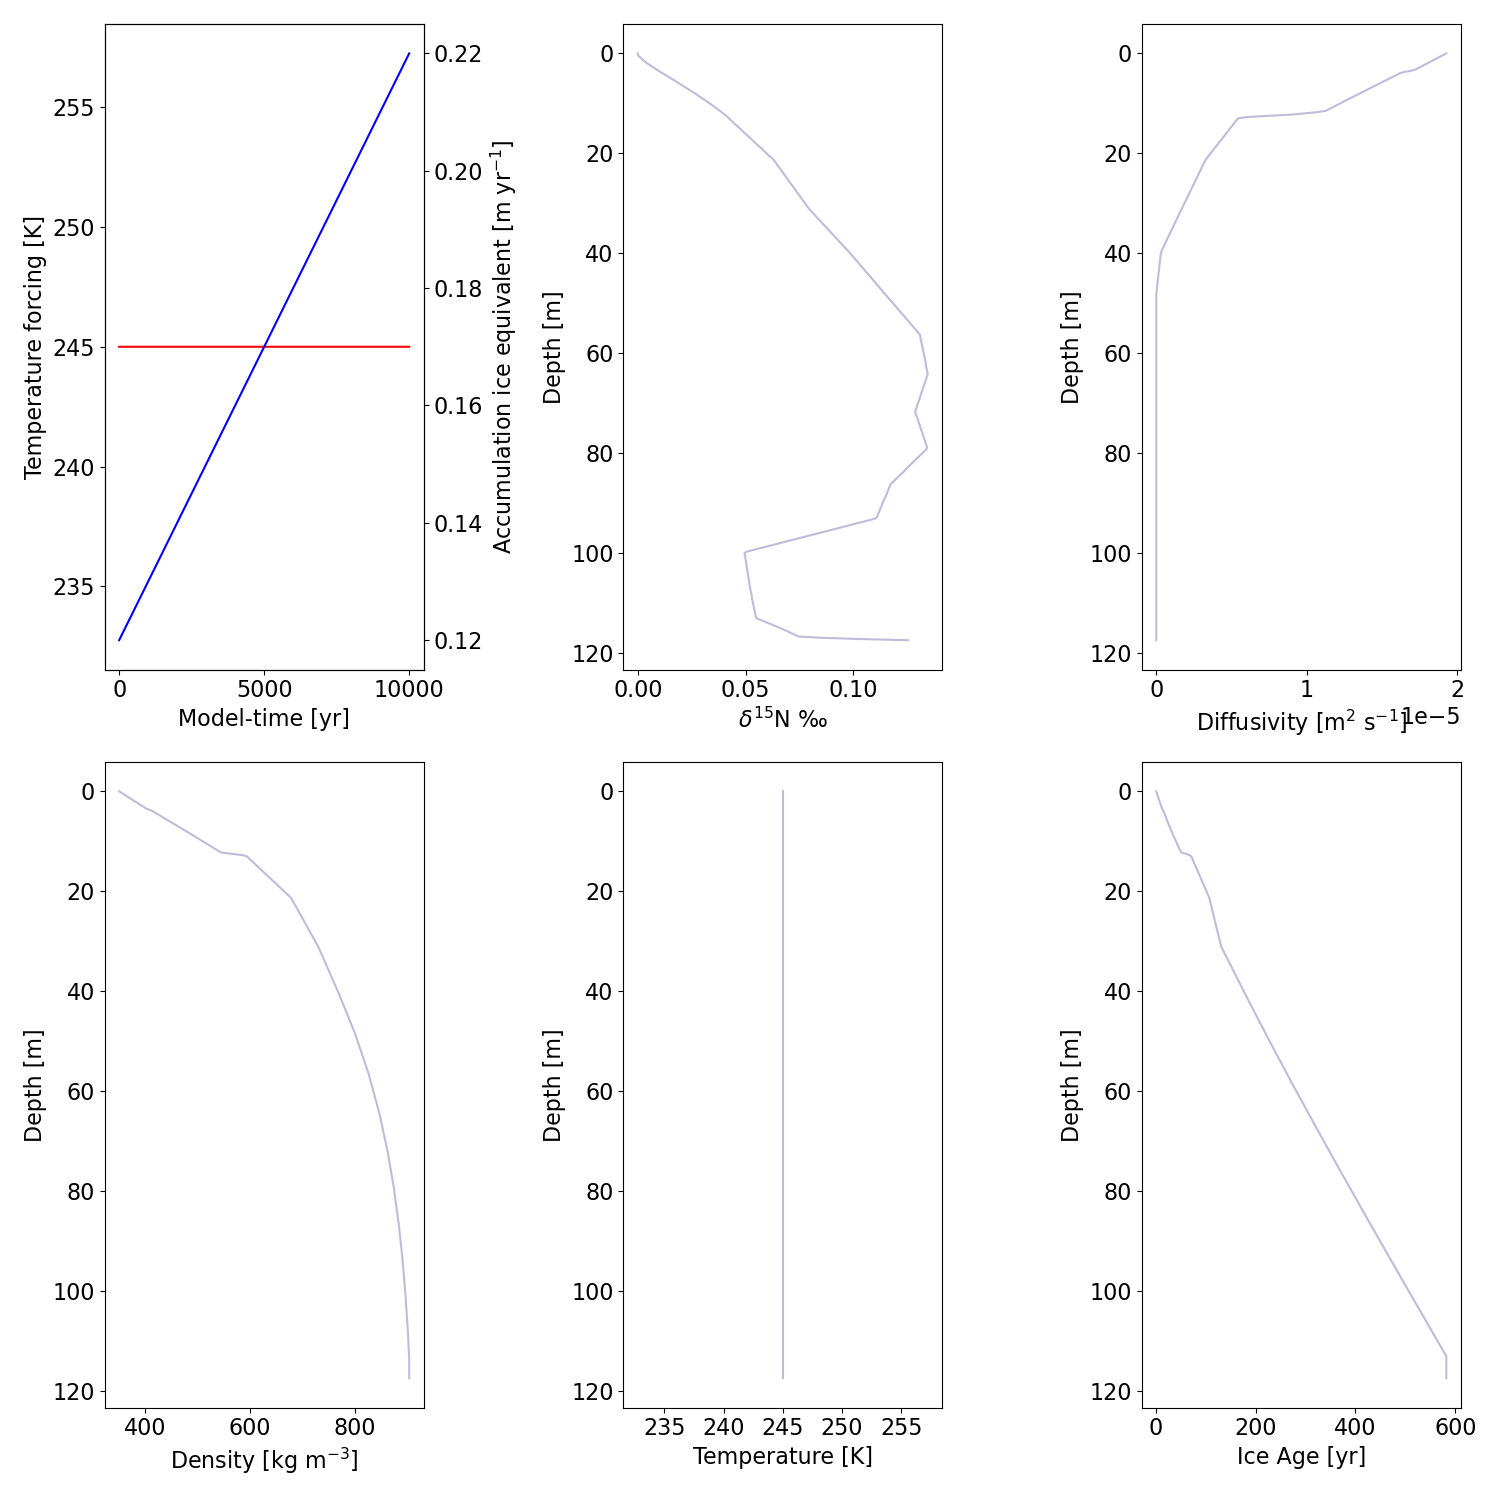 255
250
245
240
235
Temperature forcing [K]
0 5000 10000
Model-time [yr]
0.22
0.20
0.18
0.16
0.14
0.12
Accumulation ice equivalent [m yr⁻¹]
0
20
40
60
80
100
120
Depth [m]
0.00 0.05 0.10
δ¹⁵N ‰
0
20
40
60
80
100
120
Depth [m]
0 1 2
Diffusivity [m² s⁻¹]
1e−5
0
20
40
60
80
100
120
Depth [m]
400 600 800
Density [kg m⁻³]
0
20
40
60
80
100
120
Depth [m]
235 240 245 250 255
Temperature [K]
0
20
40
60
80
100
120
Depth [m]
0 200 400 600
Ice Age [yr]